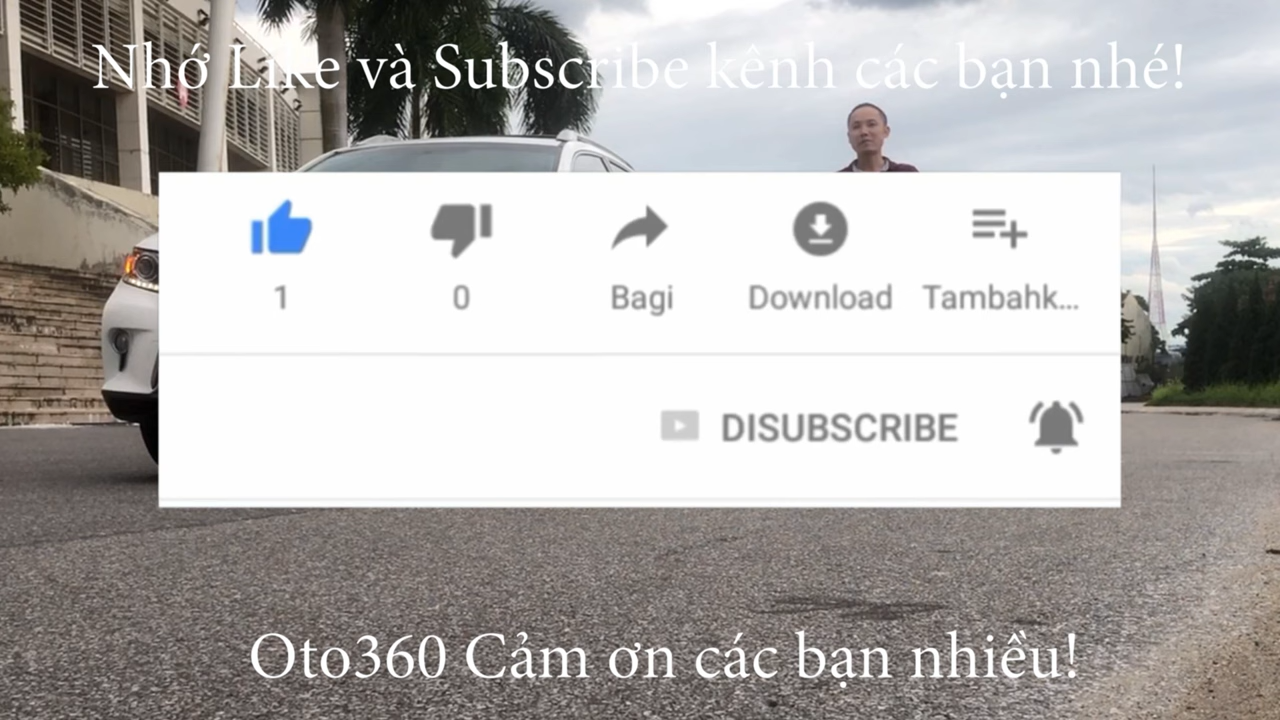 Nhớ Like và Subscribe kênh các bạn nhé!
1
0
Bagi
Download
Tambahk...
DISUBSCRIBE
Oto360 Cảm ơn các bạn nhiều!